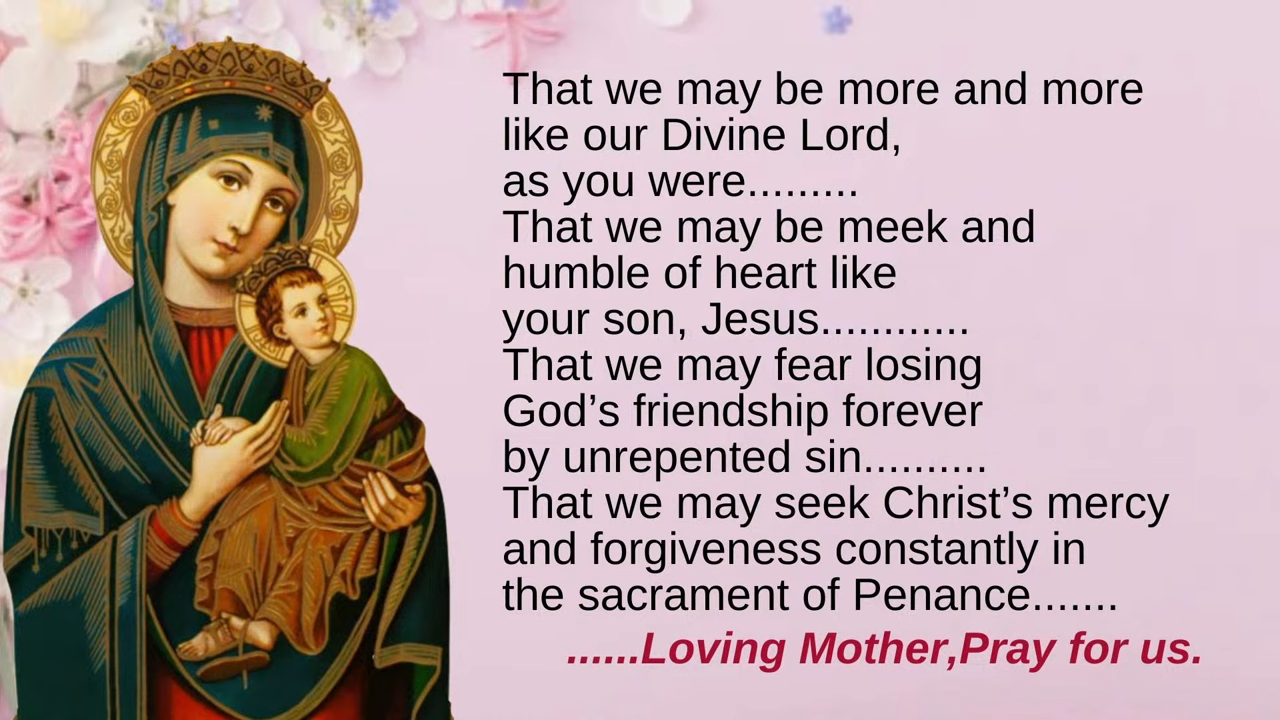 That we may be more and more
like our Divine Lord,
as you were.........
That we may be meek and
humble of heart like
your son, Jesus............
That we may fear losing
God’s friendship forever
by unrepented sin..........
That we may seek Christ’s mercy
and forgiveness constantly in
the sacrament of Penance.......
......Loving Mother,Pray for us.